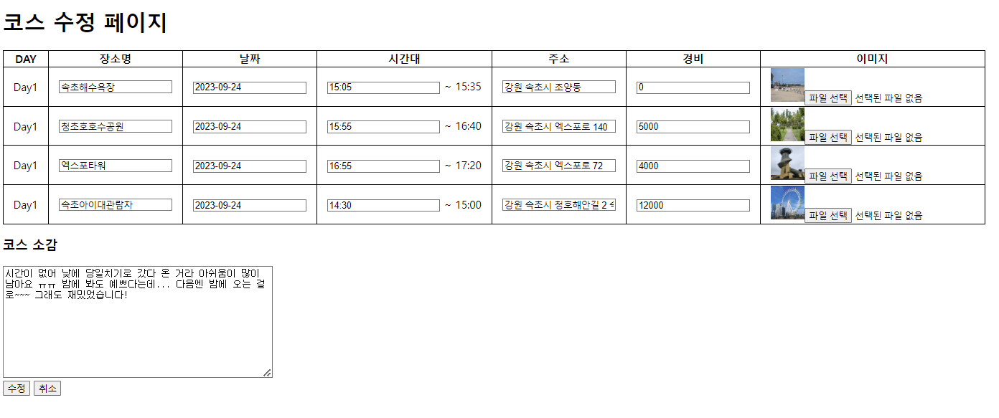 코스 수정 페이지
DAY 장소명 날짜 시간대 주소 경비 이미지
Day1 속초해수욕장 2023-09-24 15:05 ~ 15:35 강원 속초시 조양동 0 파일 선택 선택된 파일 없음
Day1 청초호호수공원 2023-09-24 15:55 ~ 16:40 강원 속초시 엑스포로 140 5000 파일 선택 선택된 파일 없음
Day1 엑스포타워 2023-09-24 16:55 ~ 17:20 강원 속초시 엑스포로 72 4000 파일 선택 선택된 파일 없음
Day1 속초아이대관람차 2023-09-24 14:30 ~ 15:00 강원 속초시 청호해안길 2 12000 파일 선택 선택된 파일 없음
코스 소감
시간이 없어 낮에 당일치기로 갔다 온 거라 아쉬움이 많이
남아요 ㅠㅠ 밤에 봐도 예쁘다는데... 다음엔 밤에 오는 걸
로~~~ 그래도 재밌었습니다!
수정 취소